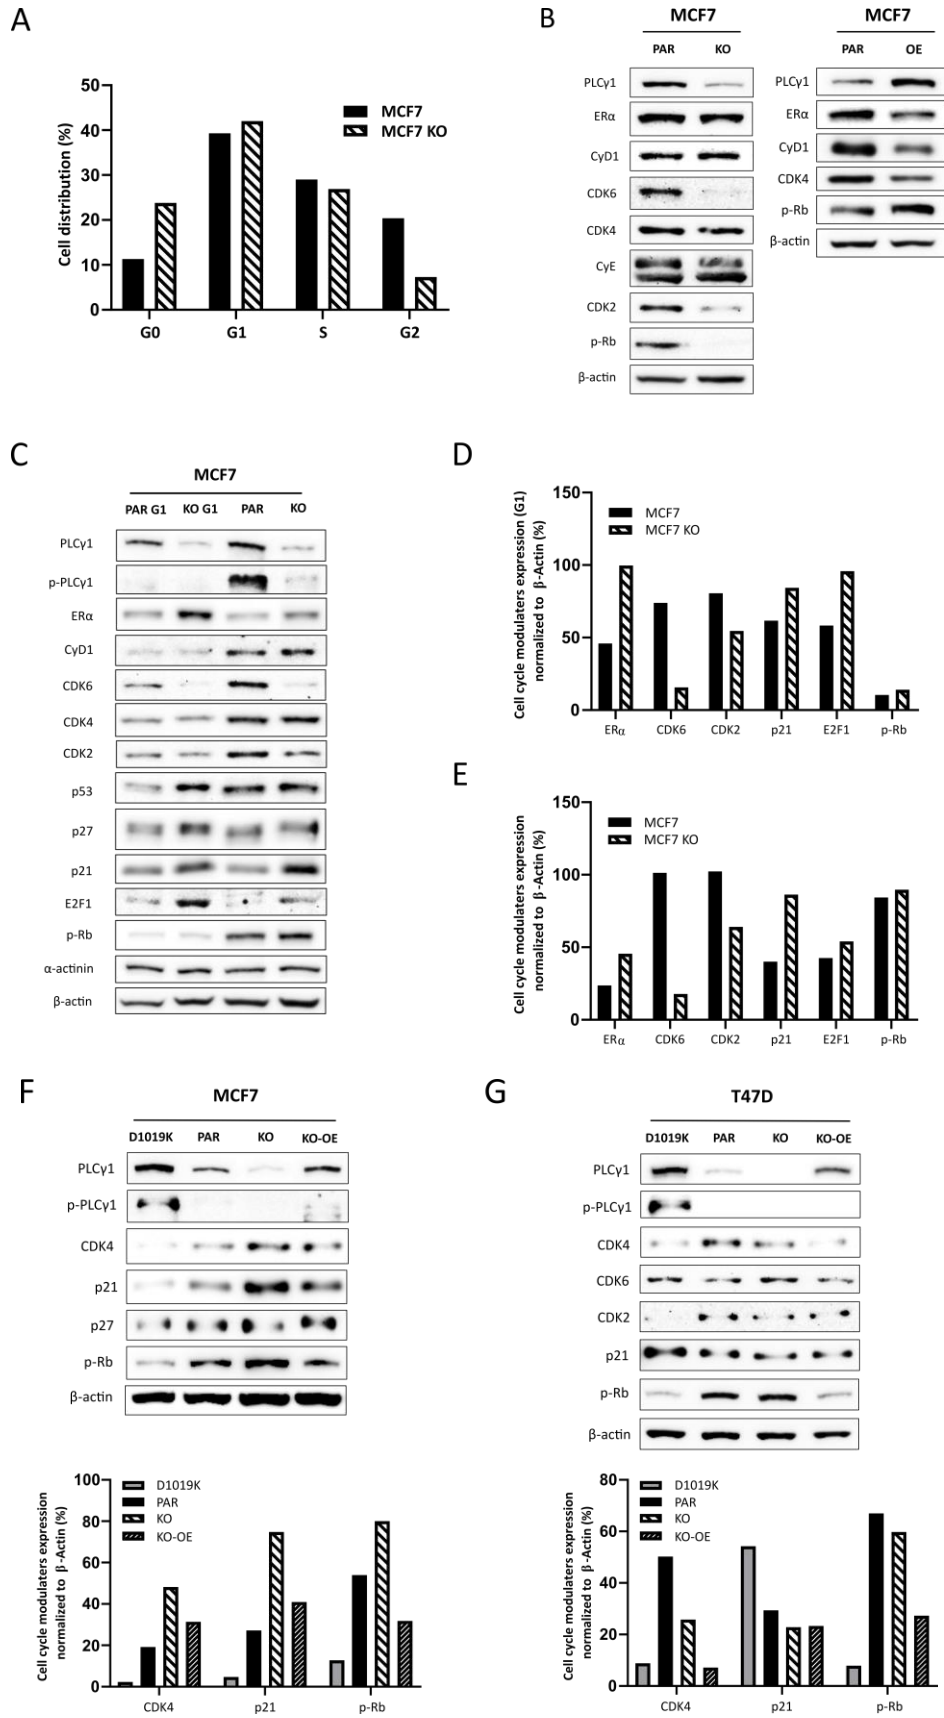 A
Cell distribution (%)
50
40
30
20
10
0
MCF7
MCF7 KO
G0 G1 S G2
B
MCF7
PAR KO
PLCγ1
ERα
CyD1
CDK6
CDK4
CyE
CDK2
p-Rb
β-actin
MCF7
PAR OE
PLCγ1
ERα
CyD1
CDK4
p-Rb
β-actin
C
MCF7
PAR G1 KO G1 PAR KO
PLCγ1
p-PLCγ1
ERα
CyD1
CDK6
CDK4
CDK2
p53
p27
p21
E2F1
p-Rb
α-actinin
β-actin
D
Cell cycle modulaters expression (G1)
normalized to β-Actin (%)
150
100
50
0
MCF7
MCF7 KO
ERα CDK6 CDK2 p21 E2F1 p-Rb
E
Cell cycle modulaters expression
normalized to β-Actin (%)
150
100
50
0
MCF7
MCF7 KO
ERα CDK6 CDK2 p21 E2F1 p-Rb
F
MCF7
D1019K PAR KO KO-OE
PLCγ1
p-PLCγ1
CDK4
p21
p27
p-Rb
β-actin
Cell cycle modulaters expression
normalized to β-Actin (%)
100
80
60
40
20
0
D1019K
PAR
KO
KO-OE
CDK4 p21 p-Rb
G
T47D
D1019K PAR KO KO-OE
PLCγ1
p-PLCγ1
CDK4
CDK6
CDK2
p21
p-Rb
β-actin
Cell cycle modulaters expression
normalized to β-Actin (%)
80
60
40
20
0
D1019K
PAR
KO
KO-OE
CDK4 p21 p-Rb